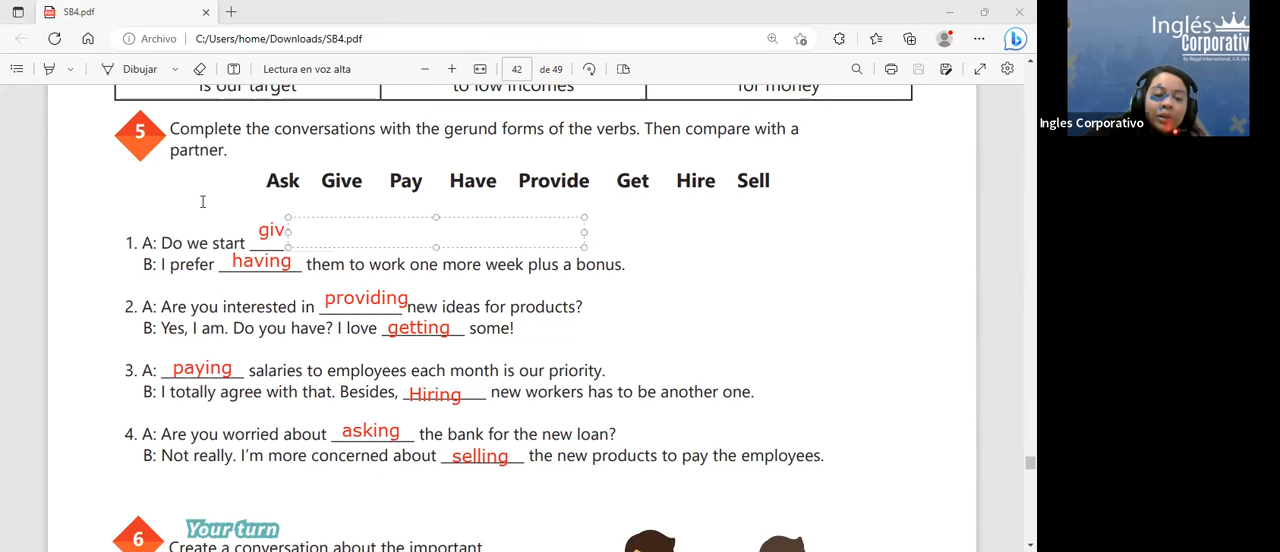 SB4.pdf
Archivo C:/Users/home/Downloads/SB4.pdf
Dibujar Lectura en voz alta 42 de 49
is our target to low incomes for money
5 Complete the conversations with the gerund forms of the verbs. Then compare with a
partner.
Ask Give Pay Have Provide Get Hire Sell
1. A: Do we start giv
B: I prefer having them to work one more week plus a bonus.
2. A: Are you interested in providing new ideas for products?
B: Yes, I am. Do you have? I love getting some!
3. A: paying salaries to employees each month is our priority.
B: I totally agree with that. Besides, Hiring new workers has to be another one.
4. A: Are you worried about asking the bank for the new loan?
B: Not really. I'm more concerned about selling the new products to pay the employees.
6 Your turn
Create a conversation about the important
Inglés
Corporativo
By Regal International, S.A. de
Ingles Corporativo